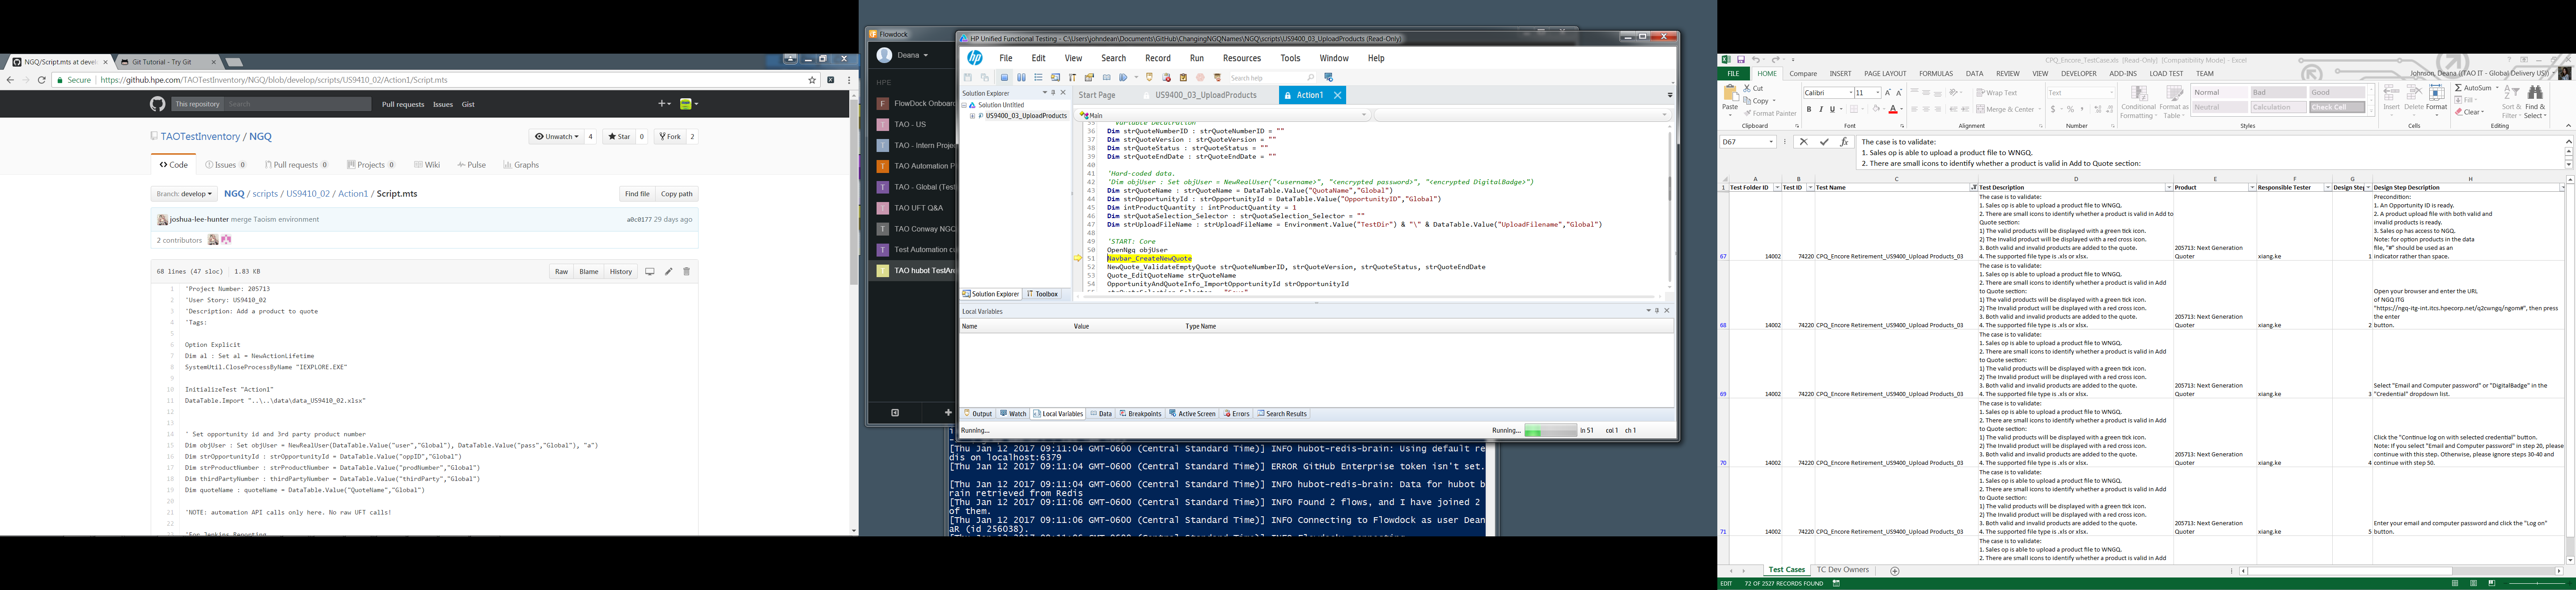 NGQ/Script.mts at devel
Git Tutorial - Try Git
Secure
https://github.hpe.com/TAOTestInventory/NGQ/blob/develop/scripts/US9410_02/Action1/Script.mts
This repository
Search
Pull requests
Issues
Gist
TAOTestInventory / NGQ
Unwatch
4
Star
0
Fork
2
Code
Issues 0
Pull requests 0
Projects 0
Wiki
Pulse
Graphs
Branch: develop
NGQ / scripts / US9410_02 / Action1 / Script.mts
Find file
Copy path
joshua-lee-hunter merge Taoism environment
a0c0177 29 days ago
2 contributors
68 lines (47 sloc)
1.83 KB
Raw
Blame
History
1 'Project Number: 205713
2 'User Story: US9410_02
3 'Description: Add a product to quote
4 'Tags:
5
6 Option Explicit
7 Dim al : Set al = NewActionLifetime
8 SystemUtil.CloseProcessByName "IEXPLORE.EXE"
9
10 InitializeTest "Action1"
11 DataTable.Import "..\..\data\data_US9410_02.xlsx"
12
13
14 ' Set opportunity id and 3rd party product number
15 Dim objUser : Set objUser = NewRealUser(DataTable.Value("user","Global"), DataTable.Value("pass","Global"), "a")
16 Dim strOpportunityId : strOpportunityId = DataTable.Value("oppID","Global")
17 Dim strProductNumber : strProductNumber = DataTable.Value("prodNumber","Global")
18 Dim thirdPartyNumber : thirdPartyNumber = DataTable.Value("thirdParty","Global")
19 Dim quoteName : quoteName = DataTable.Value("QuoteName","Global")
20
21 'NOTE: automation API calls only here. No raw UFT calls!
22
'For Jenkins Reporting
Flowdock
Deana
HPE
FlowDock Onboar
TAO - US
TAO - Intern Proje
TAO Automation P
TAO - Global (Test
TAO UFT Q&A
TAO Conway NGQ
Test Automation c
TAO hubot TestAn
HP Unified Functional Testing - C:\Users\johndean\Documents\GitHub\ChangingNGQNames\NGQ\scripts\US9400_03_UploadProducts (Read-Only)
File
Edit
View
Search
Record
Run
Resources
Tools
Window
Help
Search help
Solution Explorer
Solution Untitled
US9400_03_UploadProducts
Solution Explorer
Toolbox
Start Page
US9400_03_UploadProducts
Action1
Main
36 Dim strQuoteNumberID : strQuoteNumberID = ""
37 Dim strQuoteVersion : strQuoteVersion = ""
38 Dim strQuoteStatus : strQuoteStatus = ""
39 Dim strQuoteEndDate : strQuoteEndDate = ""
40
41 'Hard-coded data.
42 'Dim objUser : Set objUser = NewRealUser("<username>", "<encrypted password>", "<encrypted DigitalBadge>")
43 Dim strQuoteName : strQuoteName = DataTable.Value("QuotaName","Global")
44 Dim strOpportunityId : strOpportunityId = DataTable.Value("OpportunityID","Global")
45 Dim intProductQuantity : intProductQuantity = 1
46 Dim strQuotaSelection_Selector : strQuotaSelection_Selector = ""
47 Dim strUploadFileName : strUploadFileName = Environment.Value("TestDir") & "\" & DataTable.Value("UploadFilename","Global")
48
49 'START: Core
50 OpenNgq objUser
51 Navbar_CreateNewQuote
52 NewQuote_ValidateEmptyQuote strQuoteNumberID, strQuoteVersion, strQuoteStatus, strQuoteEndDate
53 Quote_EditQuoteName strQuoteName
54 OpportunityAndQuoteInfo_ImportOpportunityId strOpportunityId
Local Variables
Name
Value
Type Name
Output
Watch
Local Variables
Data
Breakpoints
Active Screen
Errors
Search Results
Running...
Running...
ln 51
col 1
ch 1
[Thu Jan 12 2017 09:11:04 GMT-0600 (Central Standard Time)] INFO hubot-redis-brain: Using default re
dis on localhost:6379
[Thu Jan 12 2017 09:11:04 GMT-0600 (Central Standard Time)] ERROR GitHub Enterprise token isn't set.
[Thu Jan 12 2017 09:11:04 GMT-0600 (Central Standard Time)] INFO hubot-redis-brain: Data for hubot b
rain retrieved from Redis
[Thu Jan 12 2017 09:11:06 GMT-0600 (Central Standard Time)] INFO Found 2 flows, and I have joined 2
of them.
[Thu Jan 12 2017 09:11:06 GMT-0600 (Central Standard Time)] INFO Connecting to Flowdock as user Dean
aR (id 256038).
CPQ_Encore_TestCase.xls [Read-Only] [Compatibility Mode] - Excel
FILE
HOME
Compare
INSERT
PAGE LAYOUT
FORMULAS
DATA
REVIEW
VIEW
DEVELOPER
ADD-INS
LOAD TEST
TEAM
Johnson, Deana (TAO IT - Global Delivery US)
Paste
Cut
Copy
Format Painter
Clipboard
Calibri
11
Font
Wrap Text
Merge & Center
Alignment
Text
Number
Conditional Formatting
Format as Table
Normal
Bad
Good
Neutral
Calculation
Check Cell
Styles
Insert
Delete
Format
Cells
AutoSum
Fill
Clear
Sort & Filter
Find & Select
Editing
D67
The case is to validate:
1. Sales op is able to upload a product file to WNGQ.
2. There are small icons to identify whether a product is valid in Add to Quote section:
A B C D E F G H
1 Test Folder ID Test ID Test Name Test Description Product Responsible Tester Design Step Design Step Description
The case is to validate:
1. Sales op is able to upload a product file to WNGQ.
2. There are small icons to identify whether a product is valid in Add to
Quote section:
1) The valid products will be displayed with a green tick icon.
2) The Invalid product will be displayed with a red cross icon.
3. Both valid and invalid products are added to the quote.
4. The supported file type is .xls or xlsx.
Precondition:
1. An Opportunity ID is ready.
2. A product upload file with both valid and
invalid products is ready.
3. Sales op has access to NGQ.
Note: for option products in the data
file, "#" should be used as an
indicator rather than space.
67 14002 74220 CPQ_Encore Retirement_US9400_Upload Products_03 205713: Next Generation Quoter xiang.ke 1
The case is to validate:
1. Sales op is able to upload a product file to WNGQ.
2. There are small icons to identify whether a product is valid in Add
to Quote section:
1) The valid products will be displayed with a green tick icon.
2) The Invalid product will be displayed with a red cross icon.
3. Both valid and invalid products are added to the quote.
4. The supported file type is .xls or xlsx.
Open your browser and enter the URL
of NGQ ITG
"https://ngq-itg-int.itcs.hpecorp.net/q2cwngq/ngom#", then press
the enter
button.
68 14002 74220 CPQ_Encore Retirement_US9400_Upload Products_03 205713: Next Generation Quoter xiang.ke 2
The case is to validate:
1. Sales op is able to upload a product file to WNGQ.
2. There are small icons to identify whether a product is valid in Add
to Quote section:
1) The valid products will be displayed with a green tick icon.
2) The Invalid product will be displayed with a red cross icon.
3. Both valid and invalid products are added to the quote.
4. The supported file type is .xls or xlsx.
Select "Email and Computer password" or "DigitalBadge" in the
"Credential" dropdown list.
69 14002 74220 CPQ_Encore Retirement_US9400_Upload Products_03 205713: Next Generation Quoter xiang.ke 3
The case is to validate:
1. Sales op is able to upload a product file to WNGQ.
2. There are small icons to identify whether a product is valid in Add
to Quote section:
1) The valid products will be displayed with a green tick icon.
2) The Invalid product will be displayed with a red cross icon.
3. Both valid and invalid products are added to the quote.
4. The supported file type is .xls or xlsx.
Click the "Continue log on with selected credential" button.
Note: If you select "Email and Computer password" in step 20, please
continue with this step. Otherwise, please ignore steps 30-40 and
continue with step 50.
70 14002 74220 CPQ_Encore Retirement_US9400_Upload Products_03 205713: Next Generation Quoter xiang.ke 4
The case is to validate:
1. Sales op is able to upload a product file to WNGQ.
2. There are small icons to identify whether a product is valid in Add
to Quote section:
1) The valid products will be displayed with a green tick icon.
2) The Invalid product will be displayed with a red cross icon.
3. Both valid and invalid products are added to the quote.
4. The supported file type is .xls or xlsx.
Enter your email and computer password and click the "Log on"
button.
71 14002 74220 CPQ_Encore Retirement_US9400_Upload Products_03 205713: Next Generation Quoter xiang.ke 5
The case is to validate:
1. Sales op is able to upload a product file to WNGQ.
2. There are small icons to identify whether a product is valid in Add
Test Cases
TC Dev Owners
EDIT
72 OF 2527 RECORDS FOUND